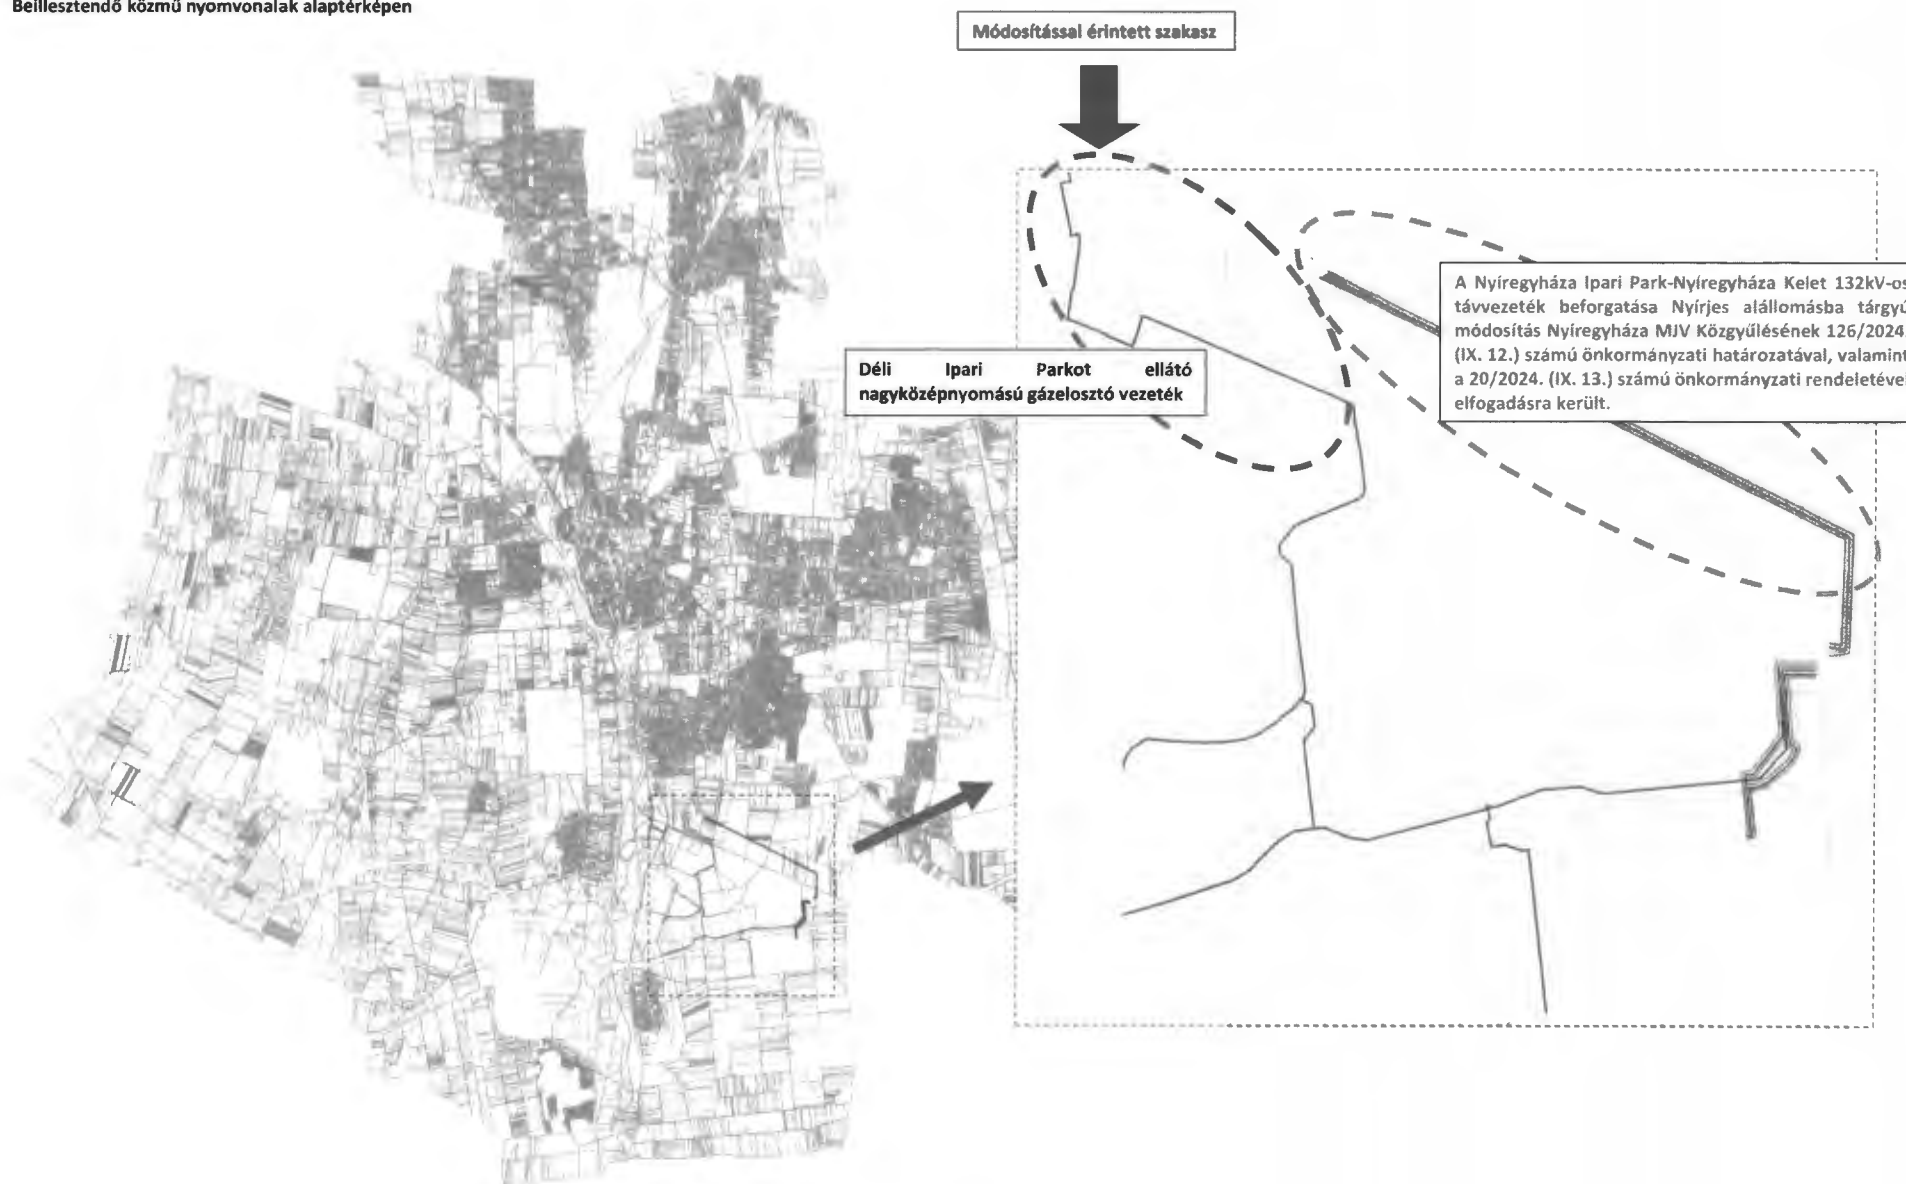 Beillesztendő közmű nyomvonalak alaptérképen
Módosítással érintett szakasz
A Nyíregyháza Ipari Park-Nyíregyháza Kelet 132kV-os
távvezeték beforgatása Nyírjes alállomásba tárgyú
módosítás Nyíregyháza MJV Közgyűlésének 126/2024.
(IX. 12.) számú önkormányzati határozatával, valamint
a 20/2024. (IX. 13.) számú önkormányzati rendeletével
elfogadásra került.
Déli Ipari Parkot ellátó
nagyközépnyomású gázelosztó vezeték